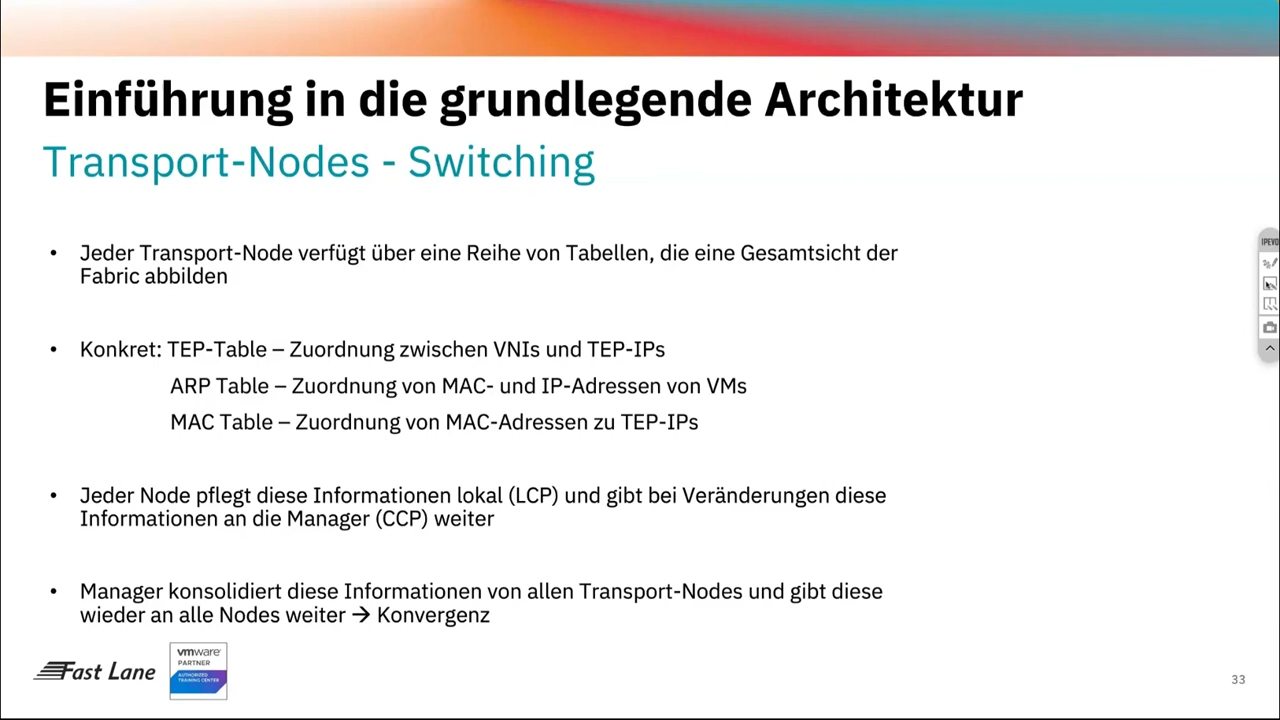 Einführung in die grundlegende Architektur
Transport-Nodes - Switching
• Jeder Transport-Node verfügt über eine Reihe von Tabellen, die eine Gesamtsicht der
Fabric abbilden
• Konkret: TEP-Table – Zuordnung zwischen VNIs und TEP-IPs
ARP Table – Zuordnung von MAC- und IP-Adressen von VMs
MAC Table – Zuordnung von MAC-Adressen zu TEP-IPs
• Jeder Node pflegt diese Informationen lokal (LCP) und gibt bei Veränderungen diese
Informationen an die Manager (CCP) weiter
• Manager konsolidiert diese Informationen von allen Transport-Nodes und gibt diese
wieder an alle Nodes weiter → Konvergenz
Fast Lane
vmware
PARTNER
AUTHORIZED
TRAINING CENTER
33
IPEVO